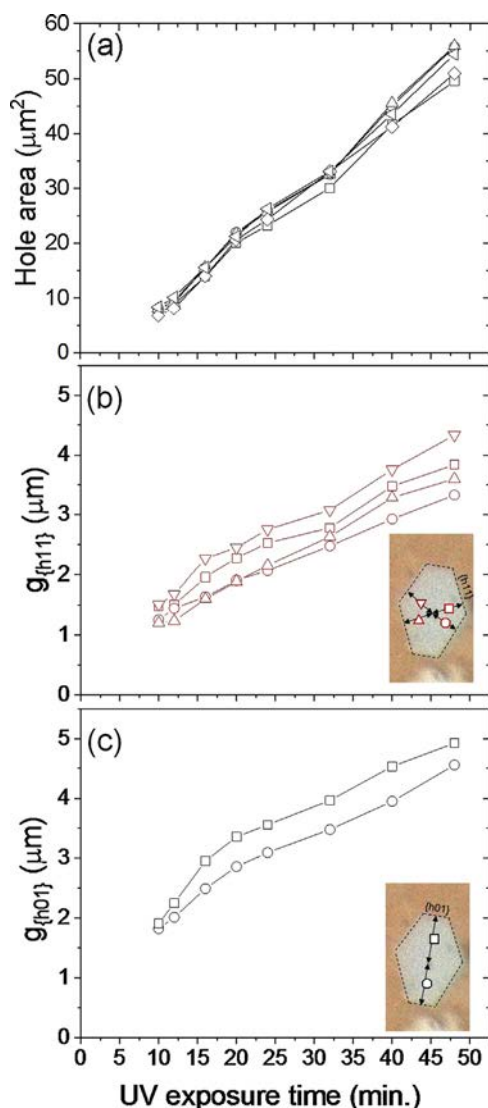 (a)
Hole area (μm²)
60
50
40
30
20
10
0
(b)
g{h11} (μm)
5
4
3
2
1
0
{h11}
(c)
g{h01} (μm)
5
4
3
2
1
0
{h01}
0 5 10 15 20 25 30 35 40 45 50
UV exposure time (min.)